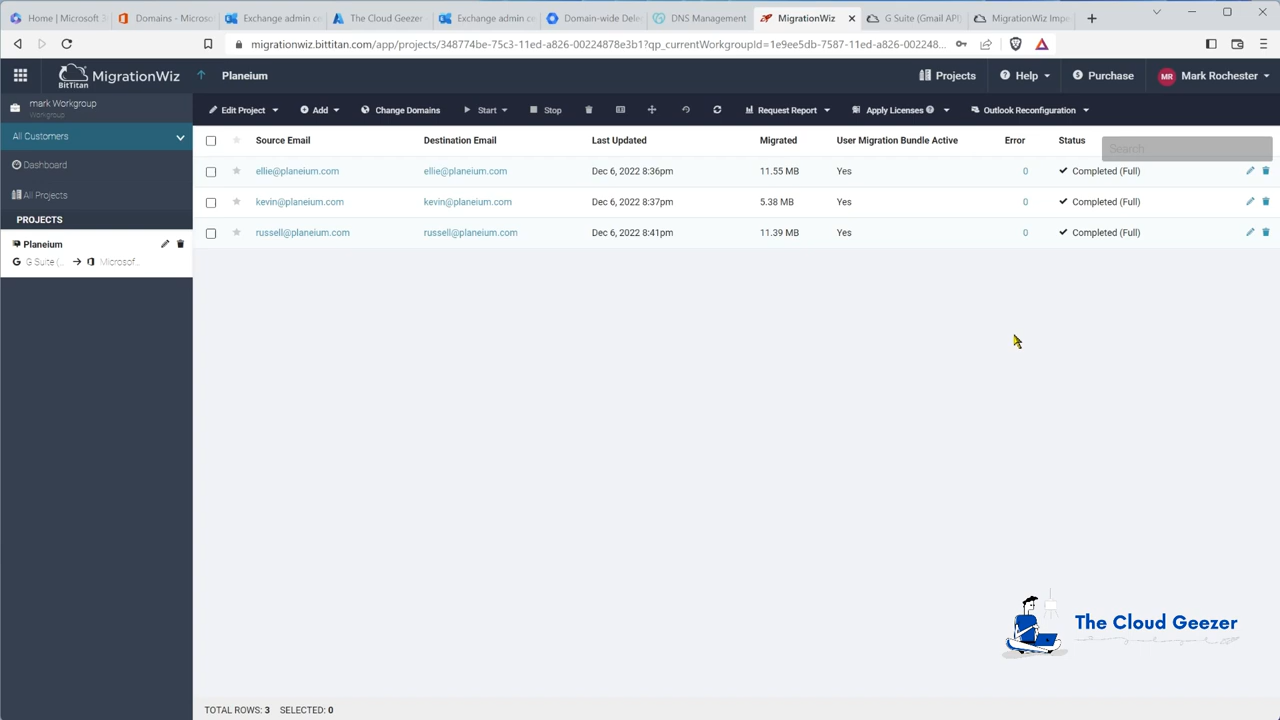 Home | Microsoft 3
Domains - Microso
Exchange admin ce
The Cloud Geezer
Exchange admin ce
Domain-wide Dele
DNS Management
MigrationWiz
G Suite (Gmail API)
MigrationWiz Impe
migrationwiz.bittitan.com/app/projects/348774be-75c3-11ed-a826-00224878e3b1?qp_currentWorkgroupId=1e9ee5db-7587-11ed-a826-002248...
BitTitan MigrationWiz
Planeium
Projects
Help
Purchase
MR Mark Rochester
mark Workgroup
Workgroup
All Customers
Dashboard
All Projects
PROJECTS
Planeium
G Suite (.. Microsof..
Edit Project
Add
Change Domains
Start
Stop
Request Report
Apply Licenses
Outlook Reconfiguration
Source Email Destination Email Last Updated Migrated User Migration Bundle Active Error Status
Search
ellie@planeium.com ellie@planeium.com Dec 6, 2022 8:36pm 11.55 MB Yes 0 Completed (Full)
kevin@planeium.com kevin@planeium.com Dec 6, 2022 8:37pm 5.38 MB Yes 0 Completed (Full)
russell@planeium.com russell@planeium.com Dec 6, 2022 8:41pm 11.39 MB Yes 0 Completed (Full)
The Cloud Geezer
TOTAL ROWS: 3 SELECTED: 0